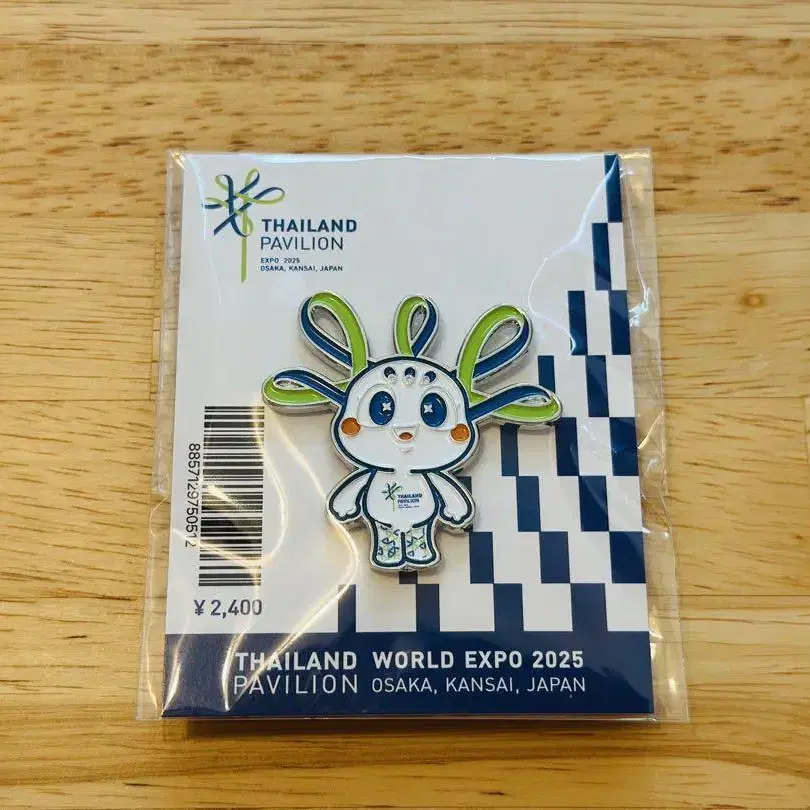 THAILAND
PAVILION
EXPO 2025
OSAKA, KANSAI, JAPAN
THAILAND
PAVILION
8857129750512
¥ 2,400
THAILAND WORLD EXPO 2025
PAVILION OSAKA, KANSAI, JAPAN